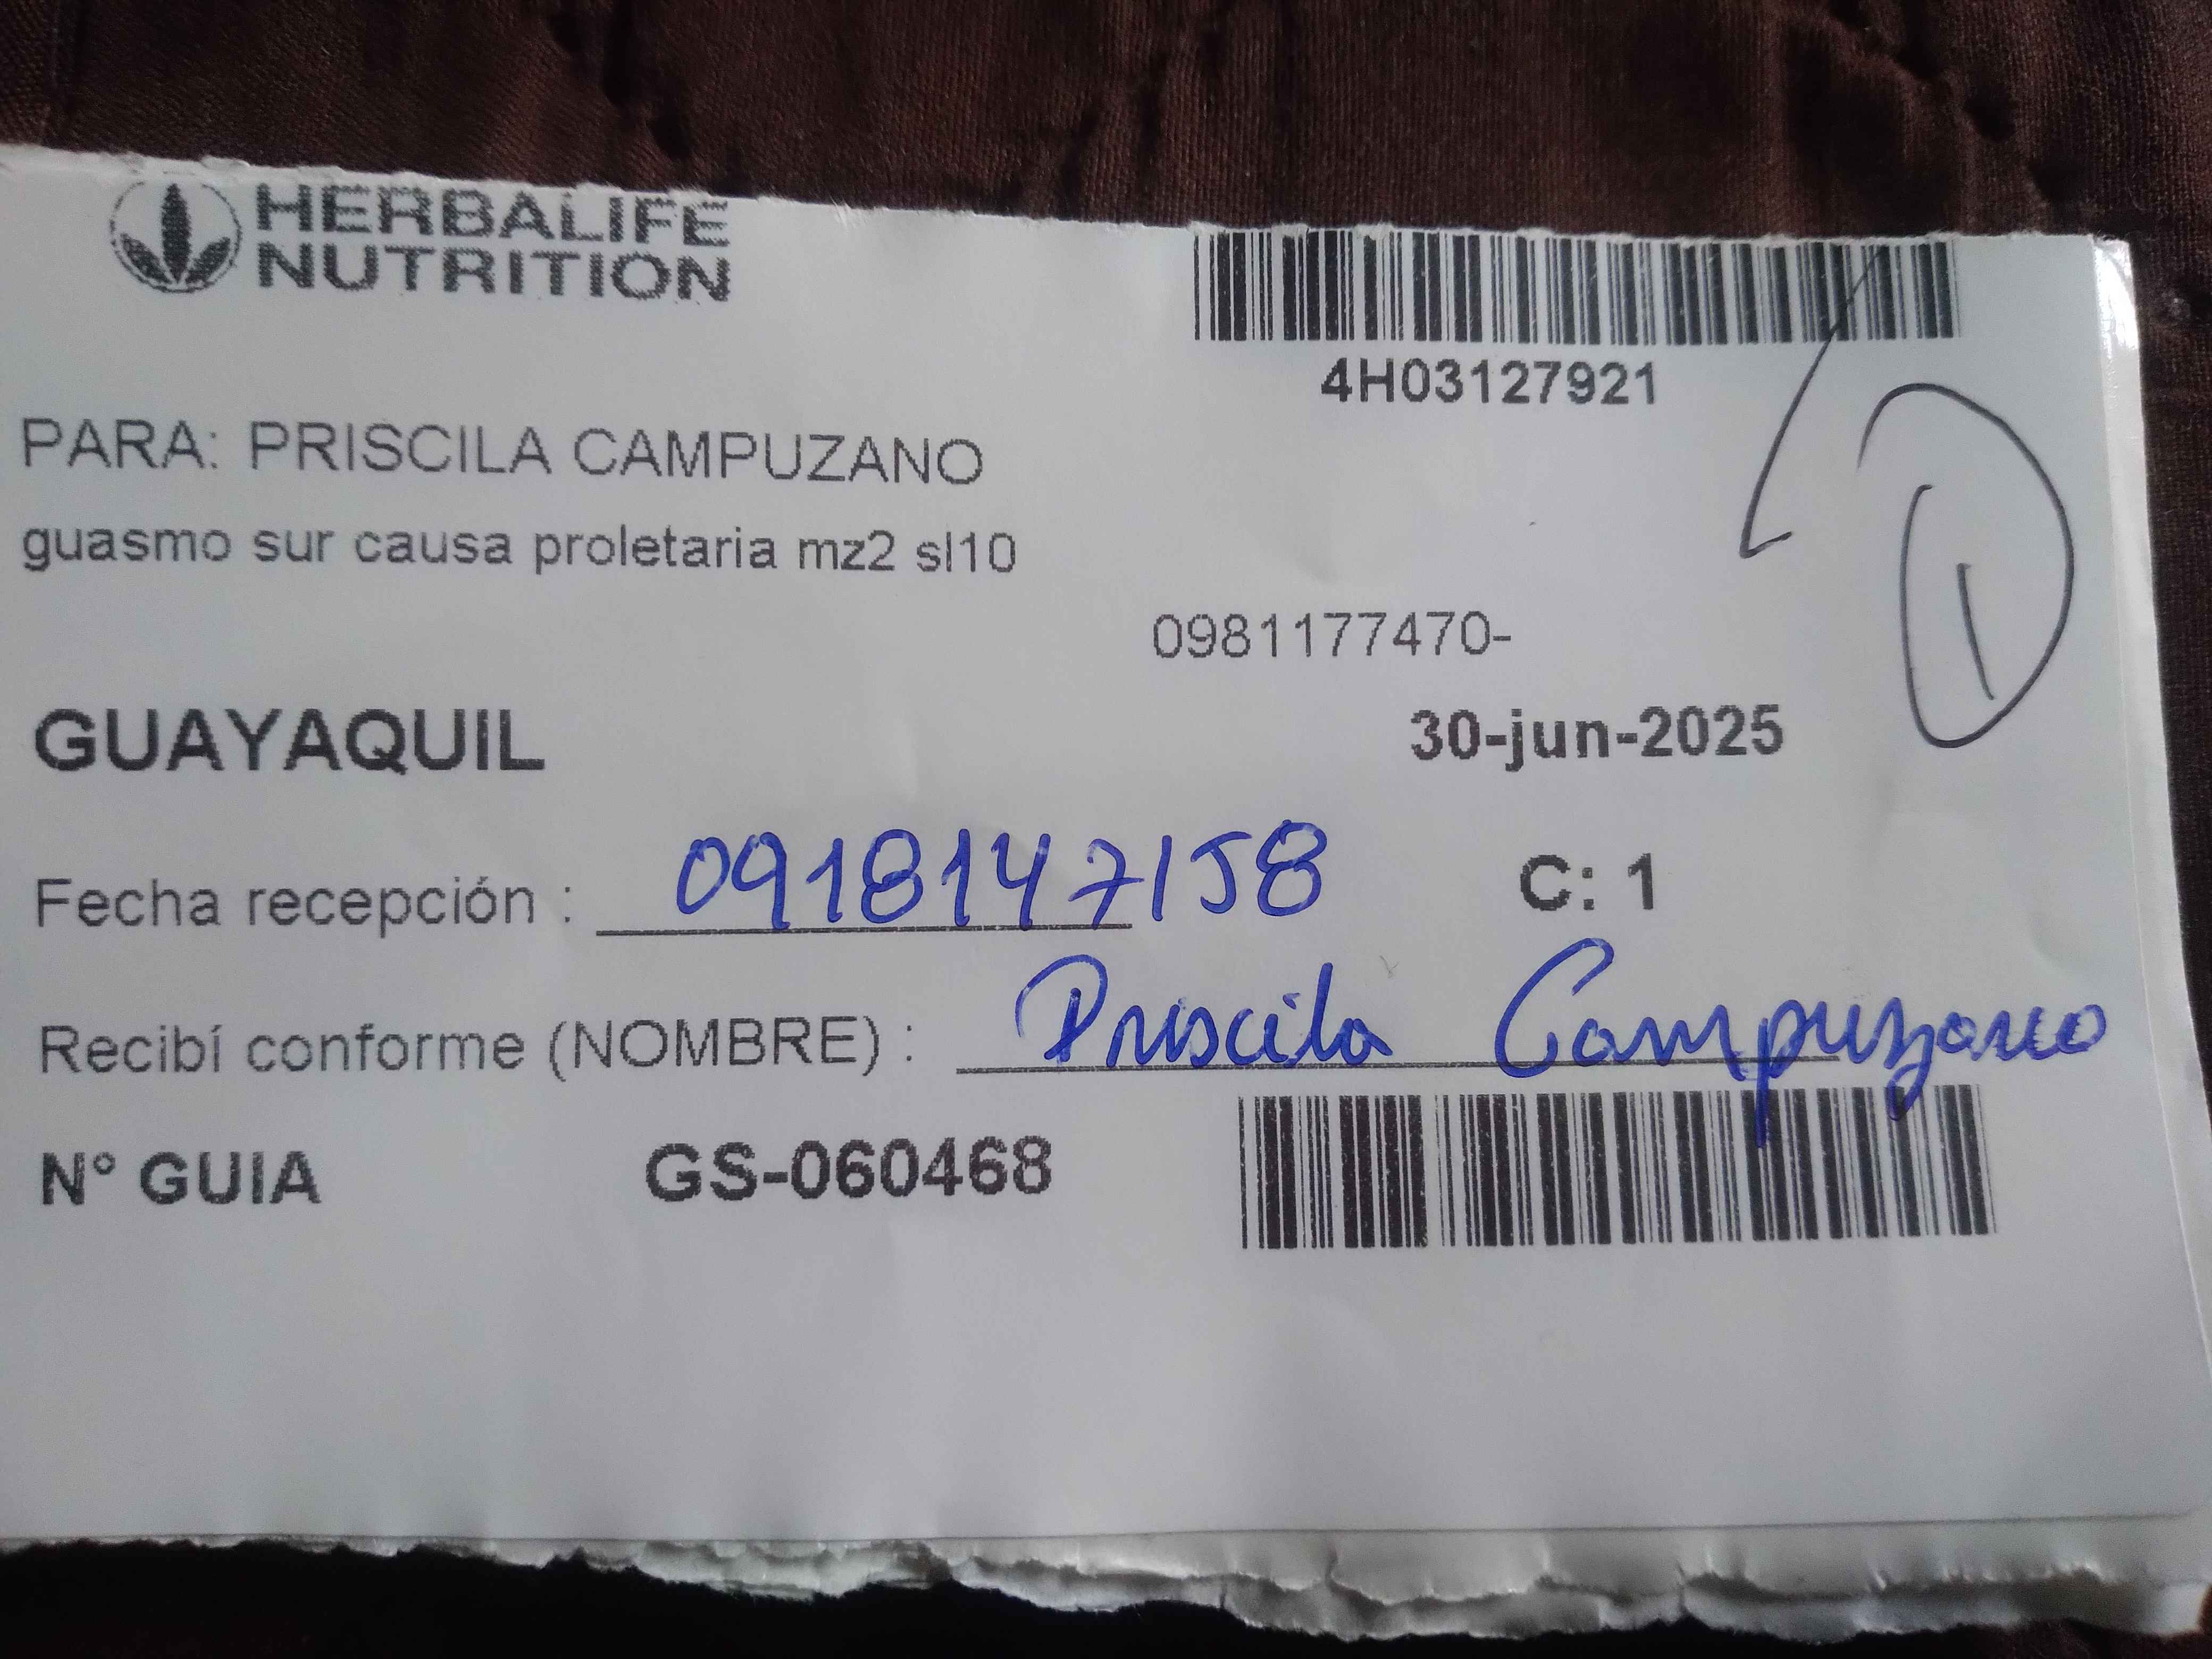 HERBALIFE
NUTRITION
4H03127921
PARA: PRISCILA CAMPUZANO
guasmo sur causa proletaria mz2 sl10
0981177470-
1
GUAYAQUIL 30-jun-2025
Fecha recepción : 0918147158 C: 1
Recibí conforme (NOMBRE) : Priscila Campuzano
N° GUIA GS-060468